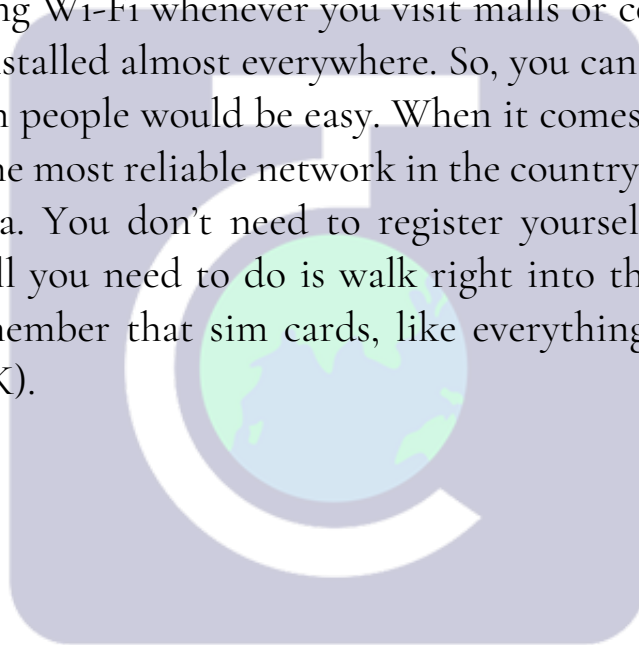 ng Wi-Fi whenever you visit malls or c
stalled almost everywhere. So, you can
n people would be easy. When it comes
ne most reliable network in the country
a. You don’t need to register yoursel
ll you need to do is walk right into th
nember that sim cards, like everything
K).